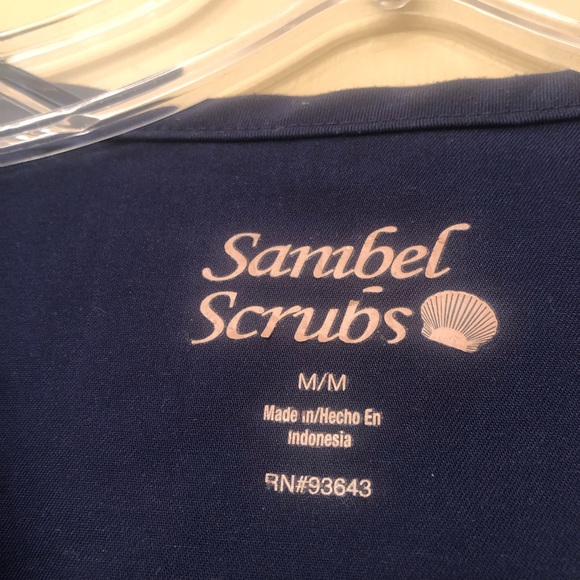 Sambel
Scrubs
M/M
Made in/Hecho En
Indonesia
RN#93643